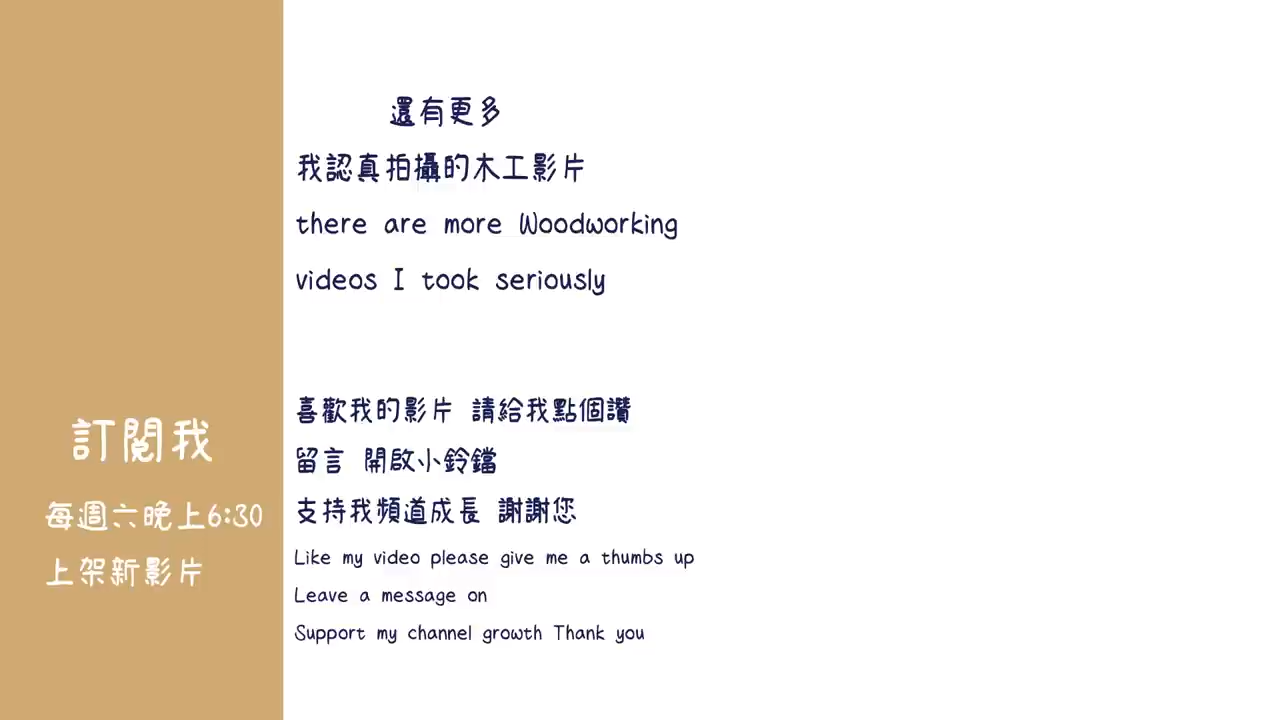 還有更多
我認真拍攝的木工影片
there are more Woodworking
videos I took seriously
喜歡我的影片 請給我點個讚
留言 開啟小鈴鐺
支持我頻道成長 謝謝您
Like my video please give me a thumbs up
Leave a message on
Support my channel growth Thank you
訂閱我
每週六晚上6:30
上架新影片